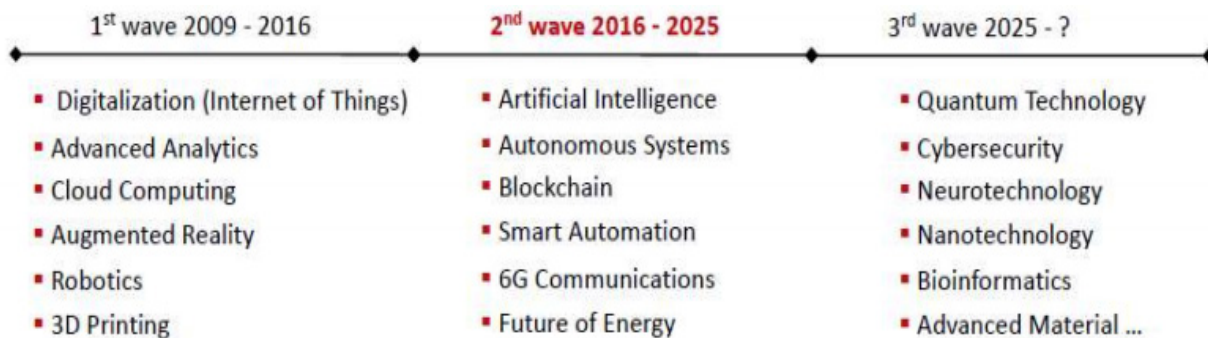 1st wave 2009 - 2016
2nd wave 2016 - 2025
3rd wave 2025 - ?
▪ Digitalization (Internet of Things)
▪ Advanced Analytics
▪ Cloud Computing
▪ Augmented Reality
▪ Robotics
▪ 3D Printing
▪ Artificial Intelligence
▪ Autonomous Systems
▪ Blockchain
▪ Smart Automation
▪ 6G Communications
▪ Future of Energy
▪ Quantum Technology
▪ Cybersecurity
▪ Neurotechnology
▪ Nanotechnology
▪ Bioinformatics
▪ Advanced Material ...